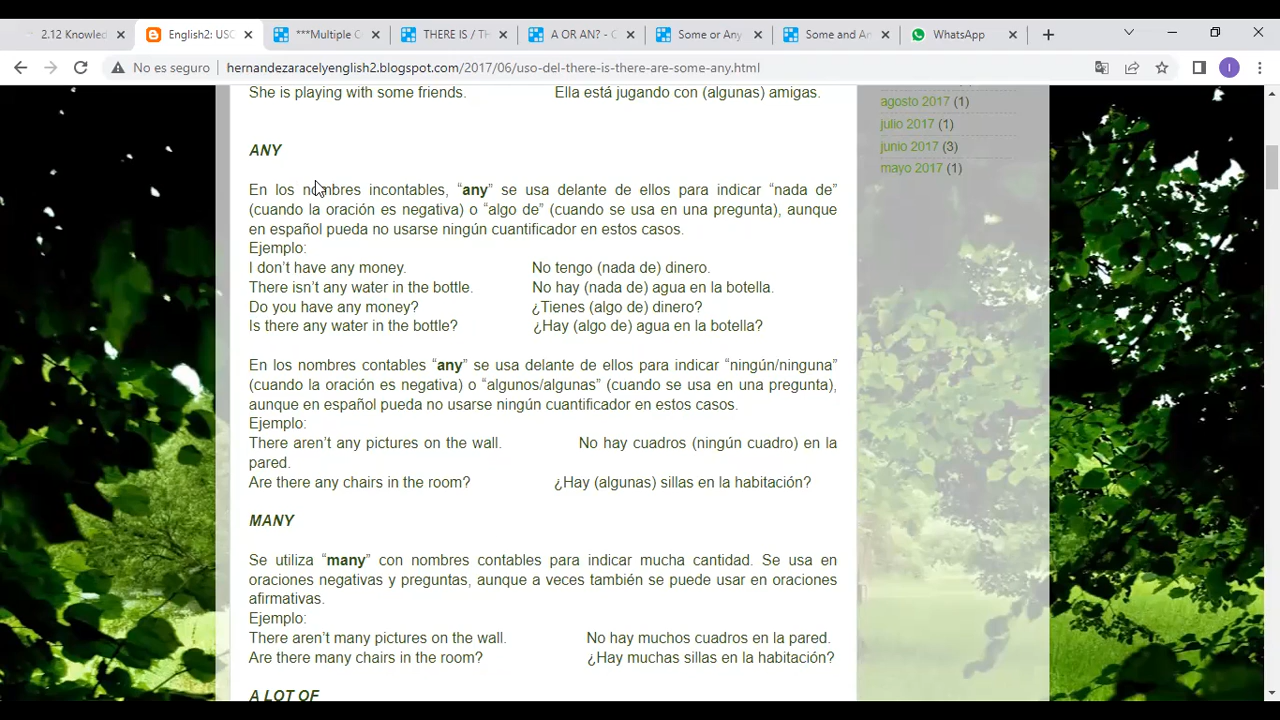 2.12 Knowled
English2: USO
***Multiple C
THERE IS / TH
A OR AN? - C
Some or Any
Some and An
WhatsApp
No es seguro
hernandezaracelyenglish2.blogspot.com/2017/06/uso-del-there-is-there-are-some-any.html
I
She is playing with some friends. Ella está jugando con (algunas) amigas.
agosto 2017 (1)
julio 2017 (1)
junio 2017 (3)
mayo 2017 (1)
ANY
En los nombres incontables, “any” se usa delante de ellos para indicar “nada de”
(cuando la oración es negativa) o “algo de” (cuando se usa en una pregunta), aunque
en español pueda no usarse ningún cuantificador en estos casos.
Ejemplo:
I don’t have any money. No tengo (nada de) dinero.
There isn’t any water in the bottle. No hay (nada de) agua en la botella.
Do you have any money? ¿Tienes (algo de) dinero?
Is there any water in the bottle? ¿Hay (algo de) agua en la botella?
En los nombres contables “any” se usa delante de ellos para indicar “ningún/ninguna”
(cuando la oración es negativa) o “algunos/algunas” (cuando se usa en una pregunta),
aunque en español pueda no usarse ningún cuantificador en estos casos.
Ejemplo:
There aren’t any pictures on the wall. No hay cuadros (ningún cuadro) en la
pared.
Are there any chairs in the room? ¿Hay (algunas) sillas en la habitación?
MANY
Se utiliza “many” con nombres contables para indicar mucha cantidad. Se usa en
oraciones negativas y preguntas, aunque a veces también se puede usar en oraciones
afirmativas.
Ejemplo:
There aren’t many pictures on the wall. No hay muchos cuadros en la pared.
Are there many chairs in the room? ¿Hay muchas sillas en la habitación?
A LOT OF